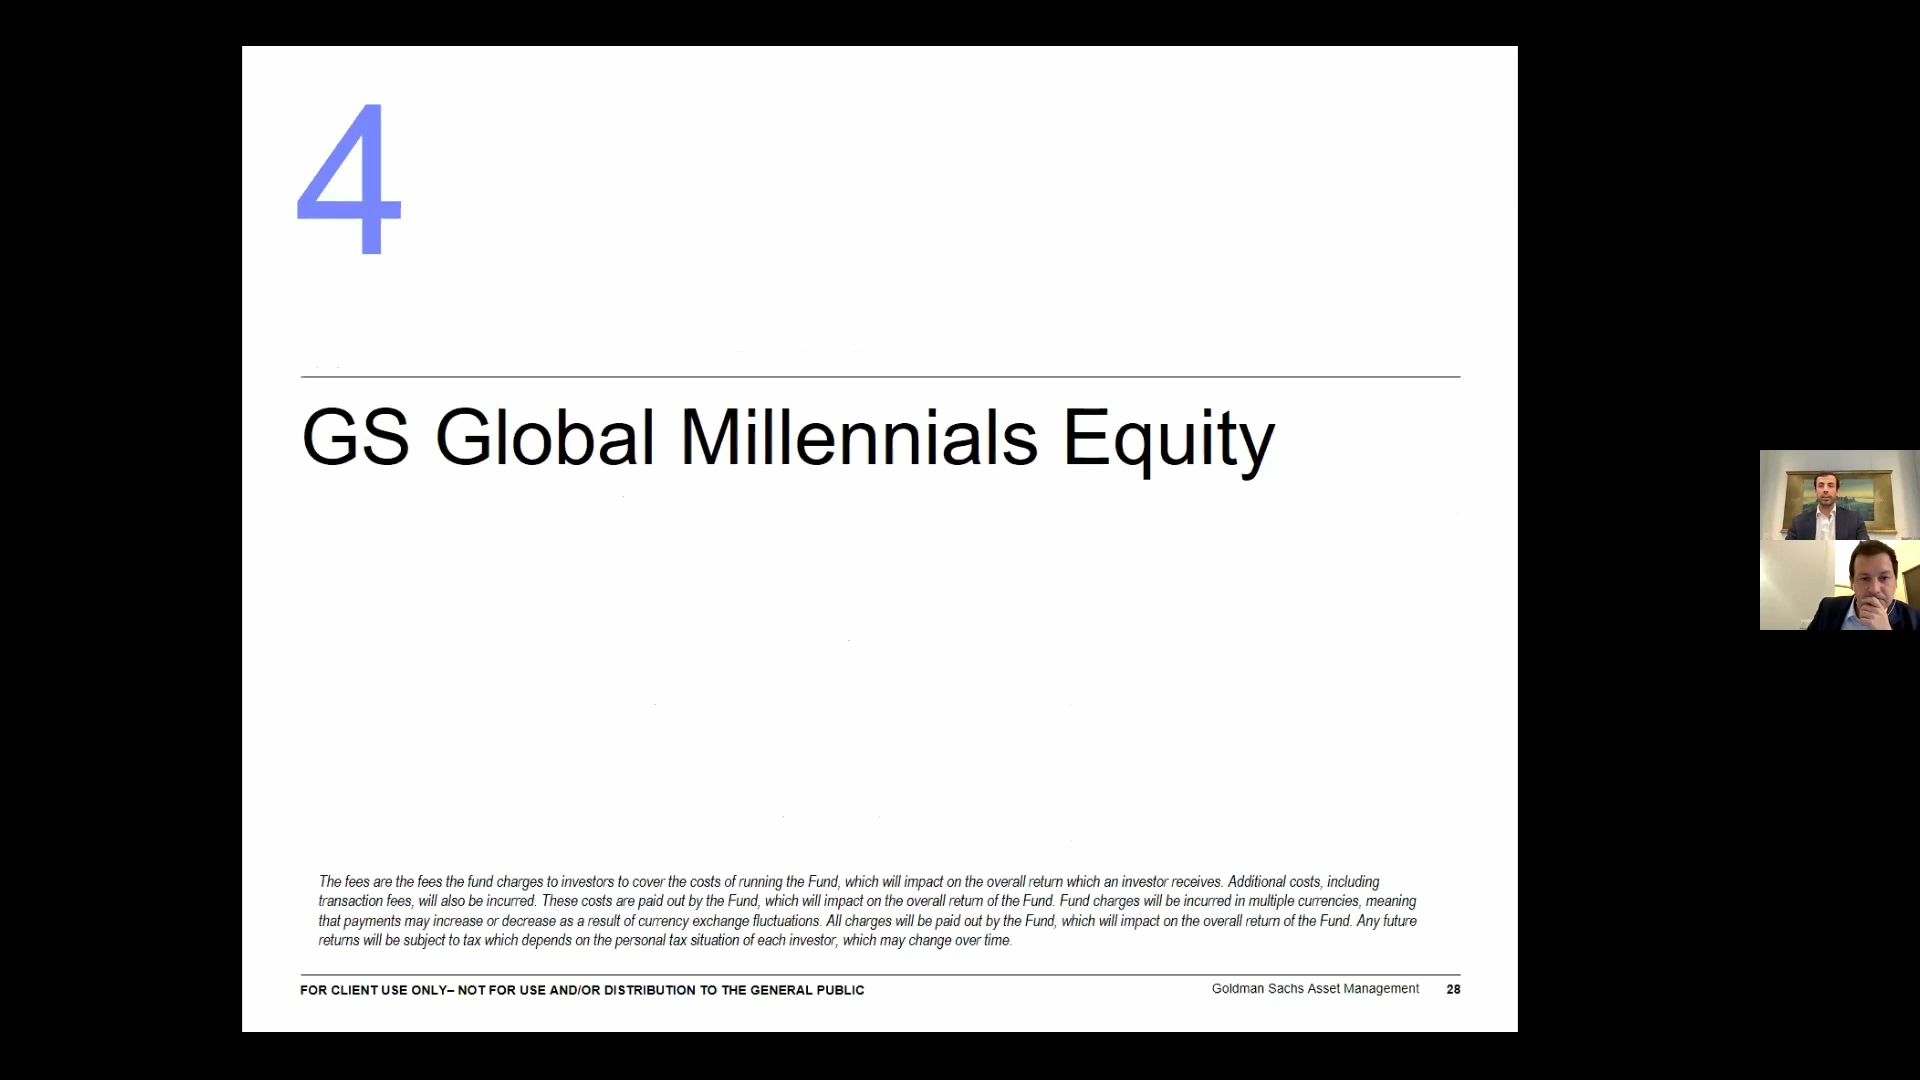 4
GS Global Millennials Equity
The fees are the fees the fund charges to investors to cover the costs of running the Fund, which will impact on the overall return which an investor receives. Additional costs, including
transaction fees, will also be incurred. These costs are paid out by the Fund, which will impact on the overall return of the Fund. Fund charges will be incurred in multiple currencies, meaning
that payments may increase or decrease as a result of currency exchange fluctuations. All charges will be paid out by the Fund, which will impact on the overall return of the Fund. Any future
returns will be subject to tax which depends on the personal tax situation of each investor, which may change over time.
FOR CLIENT USE ONLY– NOT FOR USE AND/OR DISTRIBUTION TO THE GENERAL PUBLIC
Goldman Sachs Asset Management 28